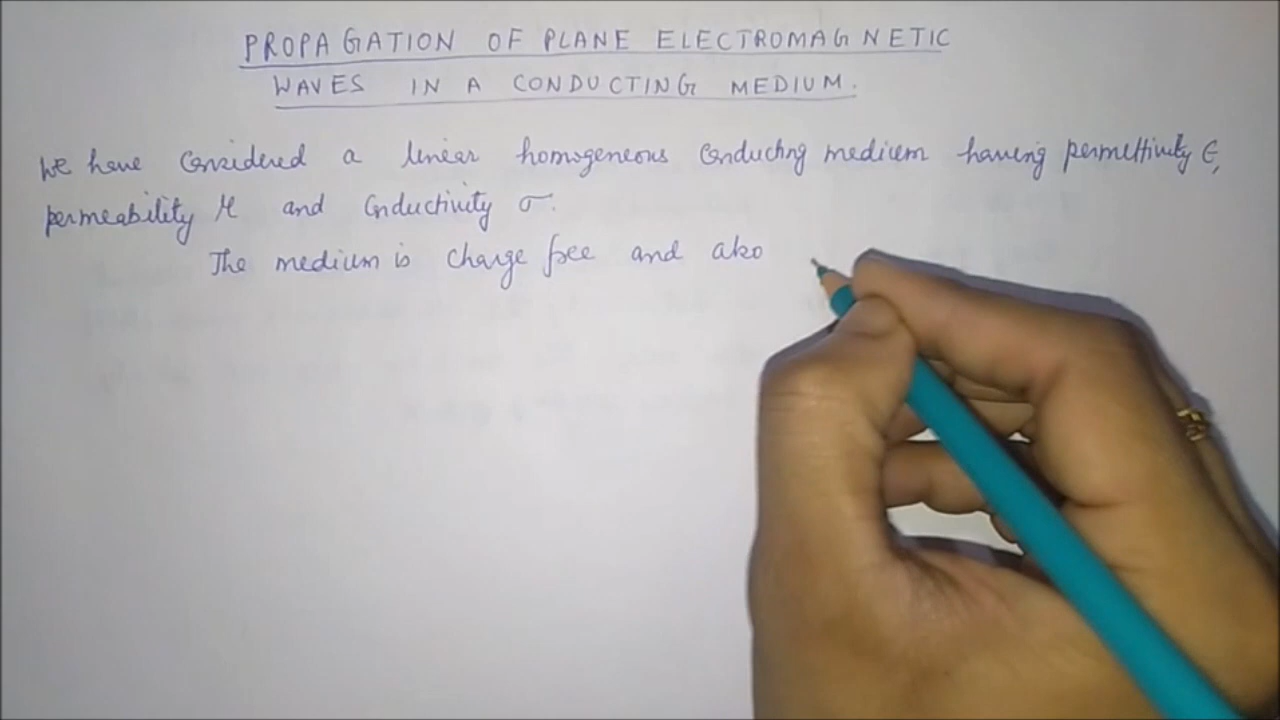 PROPAGATION OF PLANE ELECTROMAGNETIC
WAVES IN A CONDUCTING MEDIUM.
We have Considered a linear homogeneous Conducting medium having permettivity ϵ,
permeability μ and Conductivity σ.
The medium is charge free and also